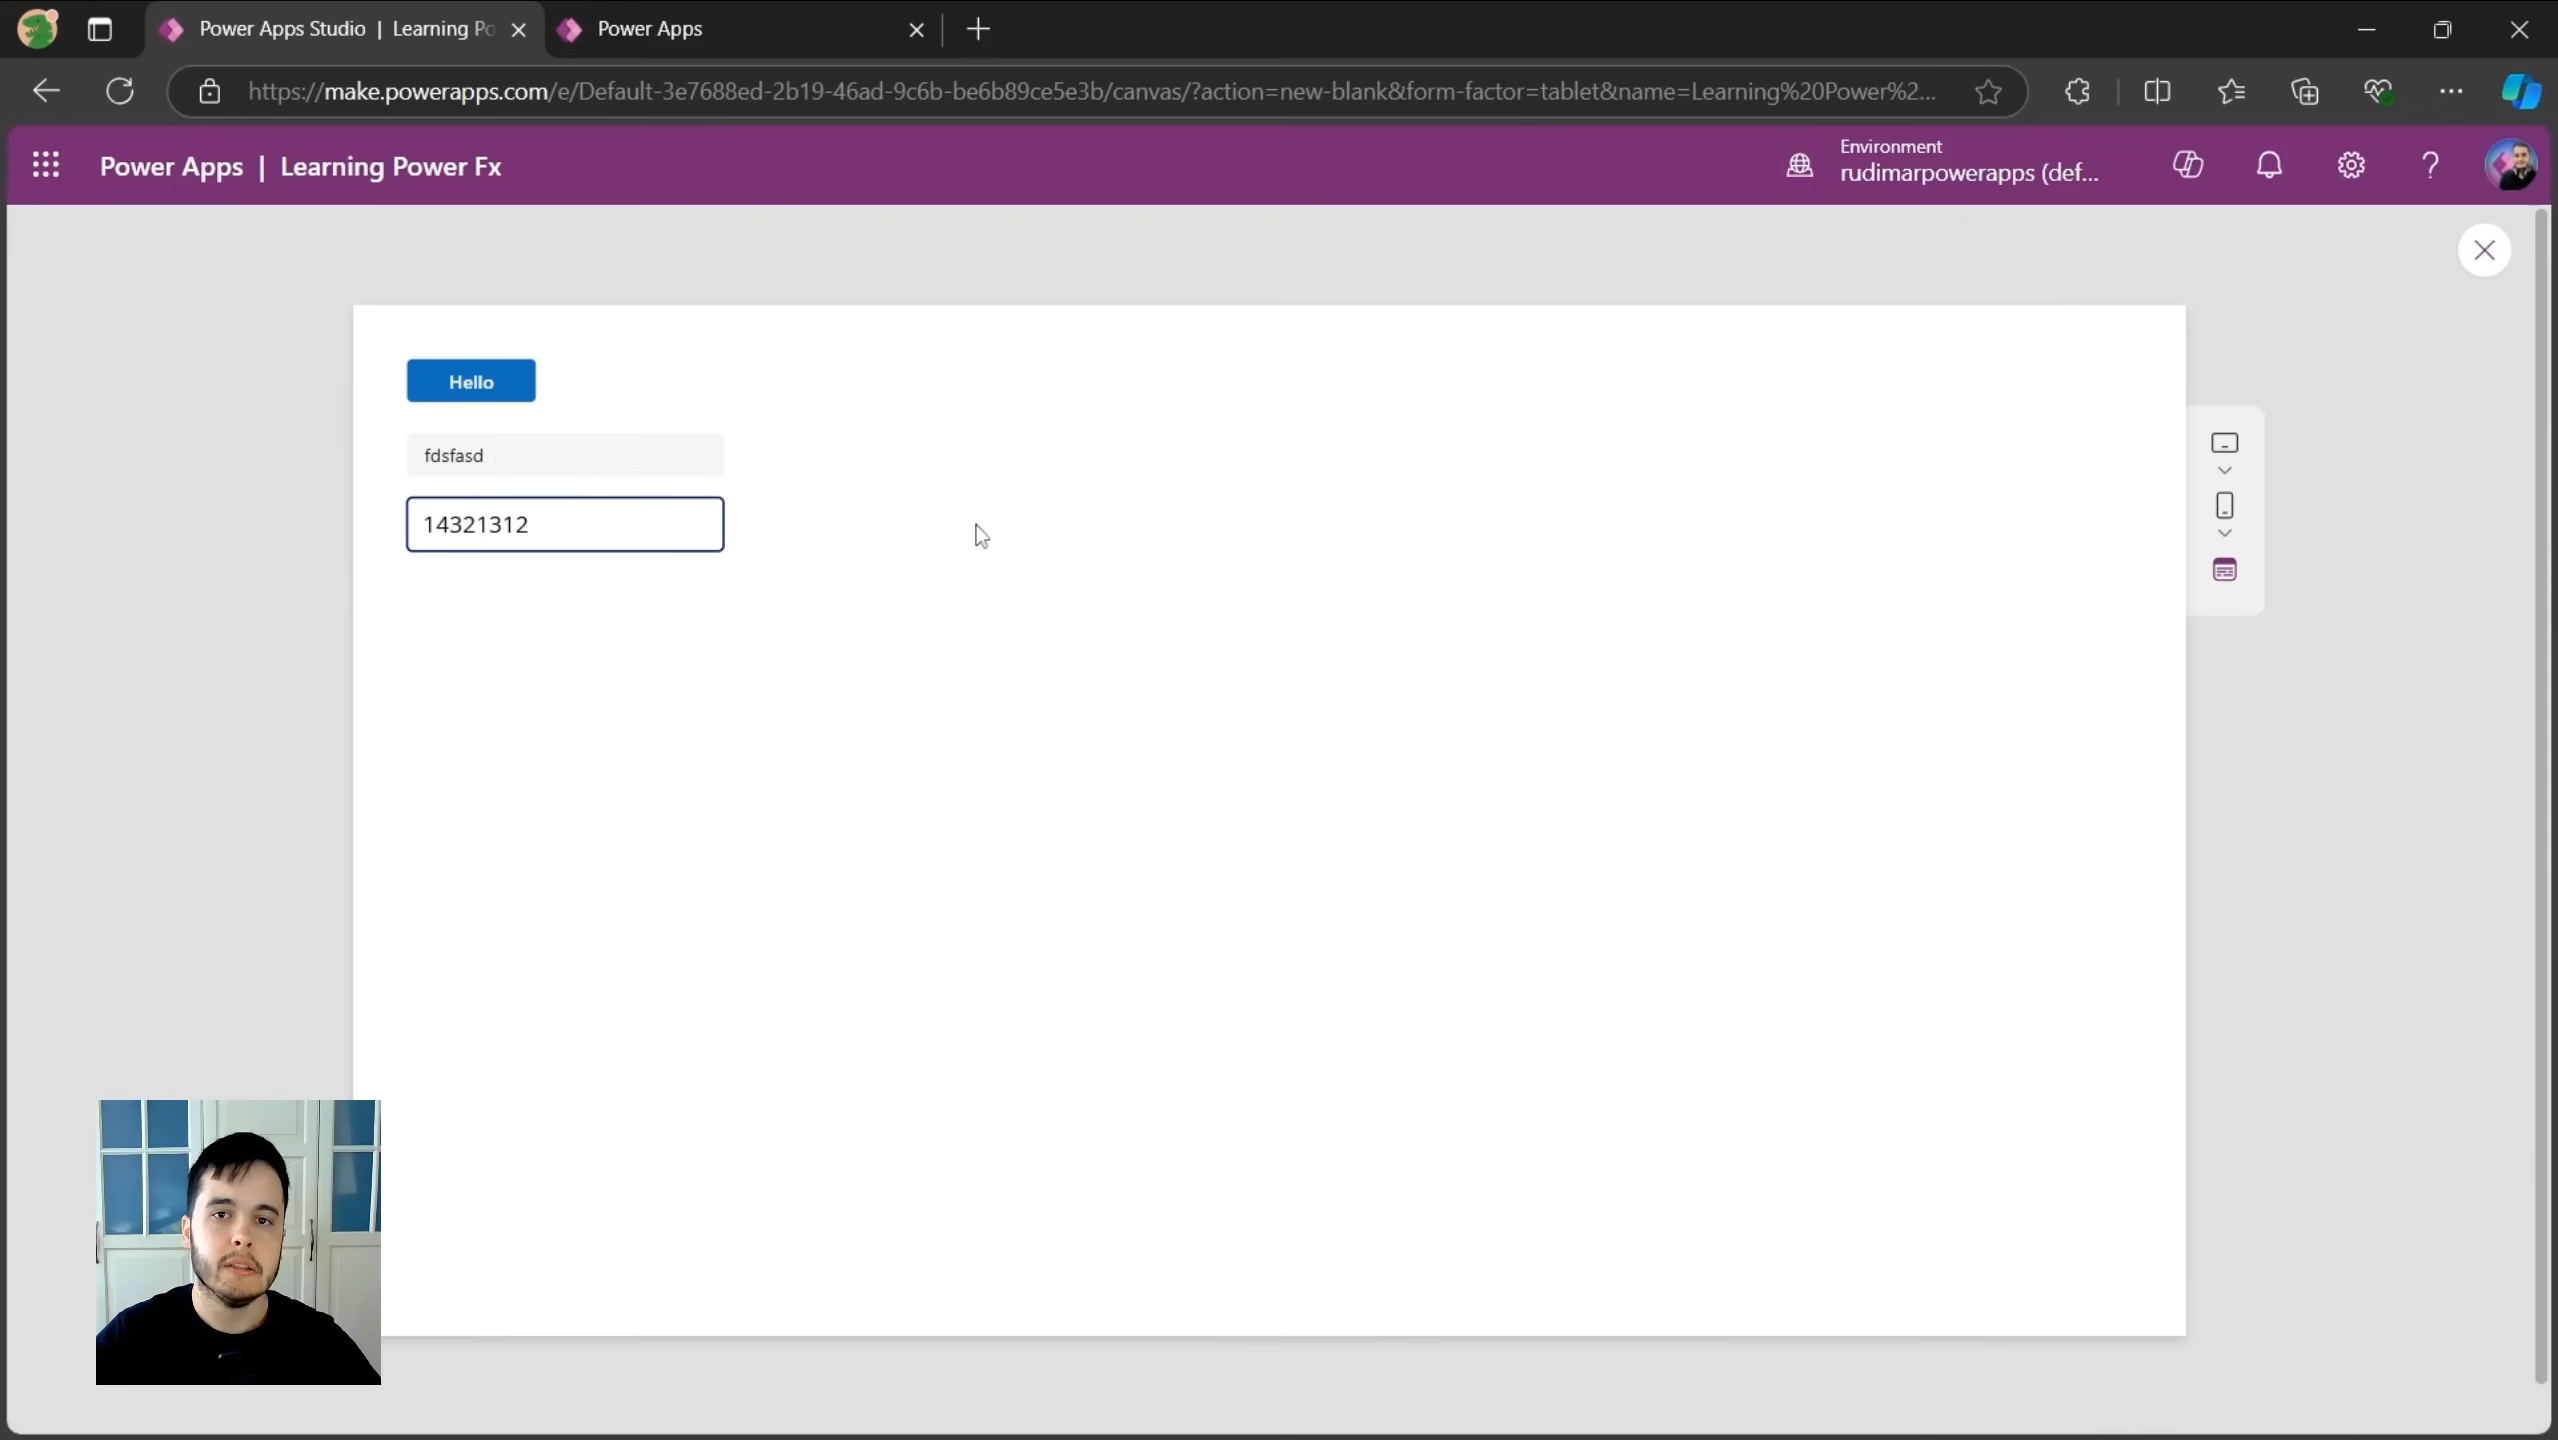 Power Apps Studio | Learning Po
Power Apps
https://make.powerapps.com/e/Default-3e7688ed-2b19-46ad-9c6b-be6b89ce5e3b/canvas/?action=new-blank&form-factor=tablet&name=Learning%20Power%2...
Power Apps | Learning Power Fx
Environment
rudimarpowerapps (def...
Hello
fdsfasd
14321312